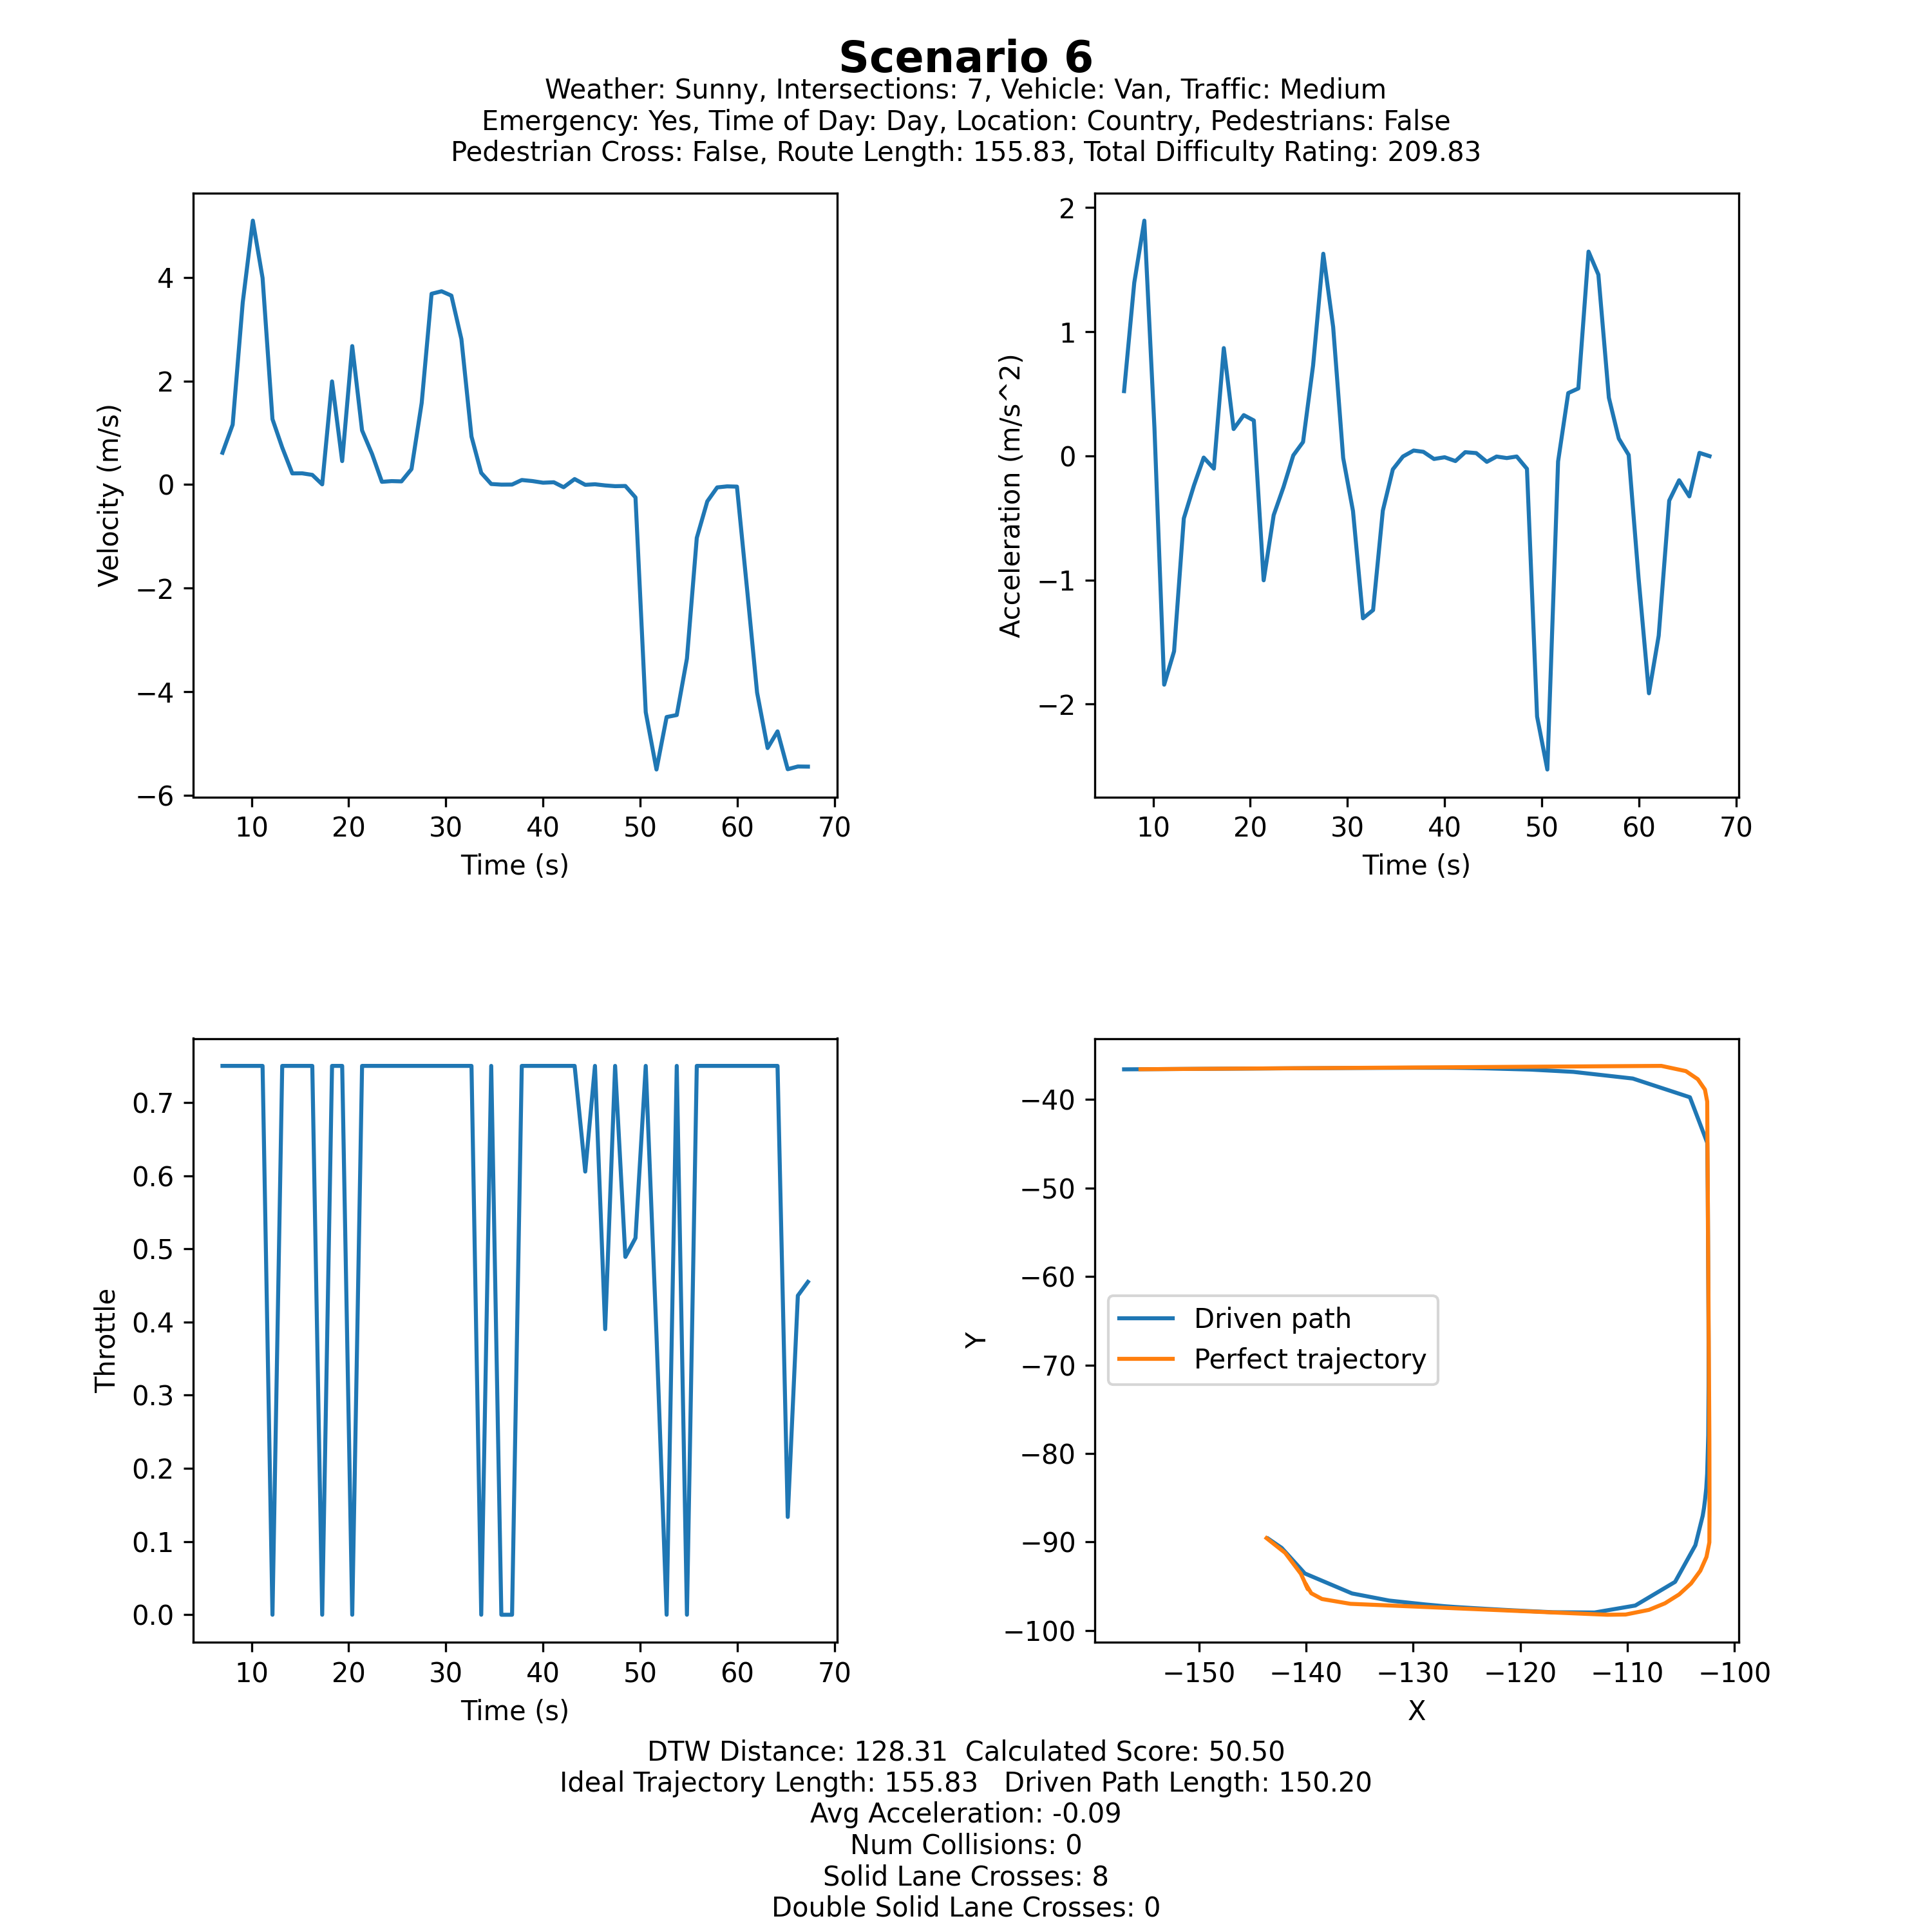 Scenario 6
Weather: Sunny, Intersections: 7, Vehicle: Van, Traffic: Medium
Emergency: Yes, Time of Day: Day, Location: Country, Pedestrians: False
Pedestrian Cross: False, Route Length: 155.83, Total Difficulty Rating: 209.83
Velocity (m/s)
4
2
0
−2
−4
−6
10 20 30 40 50 60 70
Time (s)
Acceleration (m/s^2)
2
1
0
−1
−2
10 20 30 40 50 60 70
Time (s)
Throttle
0.7
0.6
0.5
0.4
0.3
0.2
0.1
0.0
10 20 30 40 50 60 70
Time (s)
Y
−40
−50
−60
−70
−80
−90
−100
Driven path
Perfect trajectory
−150 −140 −130 −120 −110 −100
X
DTW Distance: 128.31 Calculated Score: 50.50
Ideal Trajectory Length: 155.83 Driven Path Length: 150.20
Avg Acceleration: -0.09
Num Collisions: 0
Solid Lane Crosses: 8
Double Solid Lane Crosses: 0